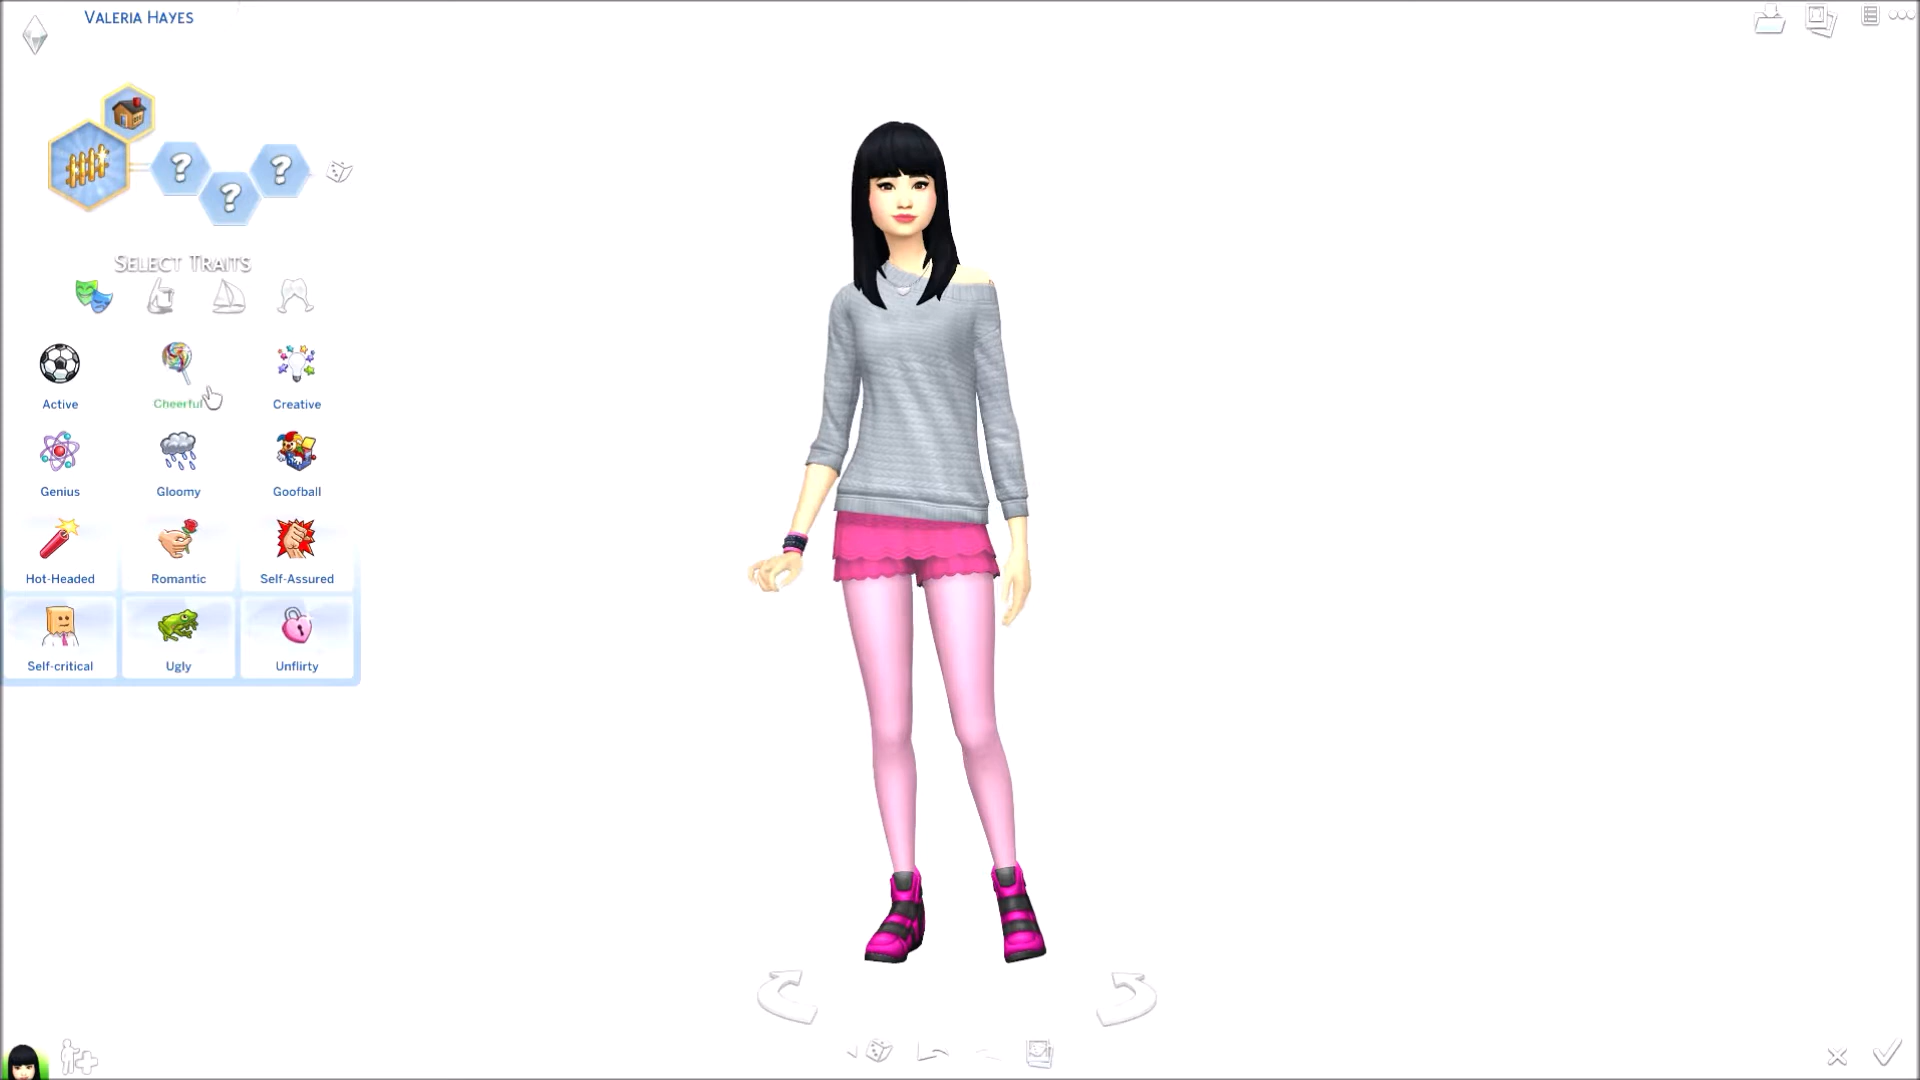 VALERIA HAYES
? ? ?
SELECT TRAITS
Active Cheerful Creative
Genius Gloomy Goofball
Hot-Headed Romantic Self-Assured
Self-critical Ugly Unflirty